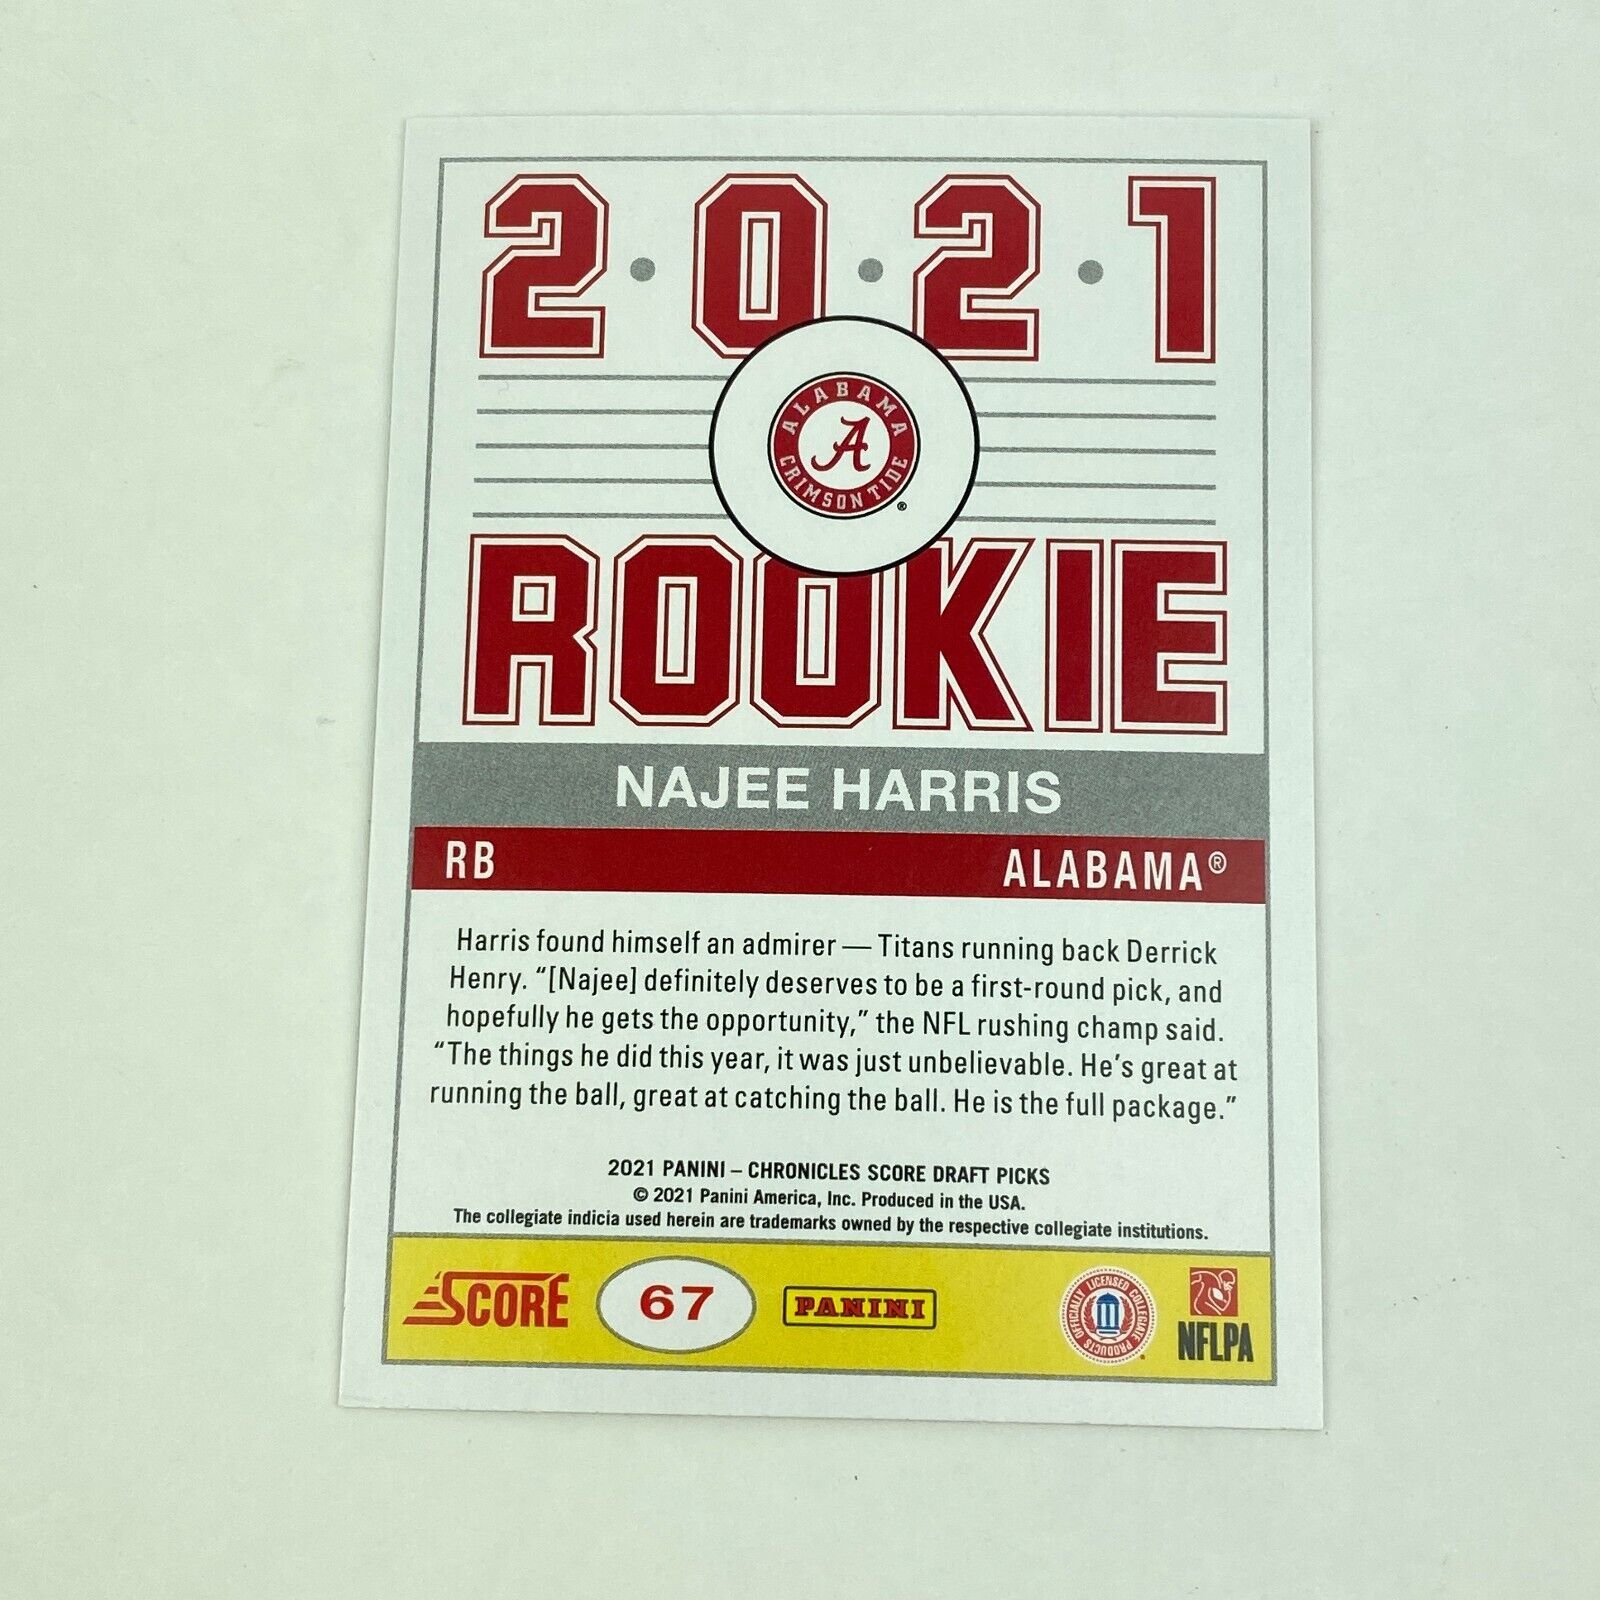 2·0·2·1
ALABAMA
A
CRIMSON TIDE
®
ROOKIE
NAJEE HARRIS
RB ALABAMA®
Harris found himself an admirer — Titans running back Derrick
Henry. “[Najee] definitely deserves to be a first-round pick, and
hopefully he gets the opportunity,” the NFL rushing champ said.
“The things he did this year, it was just unbelievable. He’s great at
running the ball, great at catching the ball. He is the full package.”
2021 PANINI – CHRONICLES SCORE DRAFT PICKS
© 2021 Panini America, Inc. Produced in the USA.
The collegiate indicia used herein are trademarks owned by the respective collegiate institutions.
SCORE 67 PANINI
OFFICIALLY LICENSED COLLEGIATE PRODUCTS
NFLPA